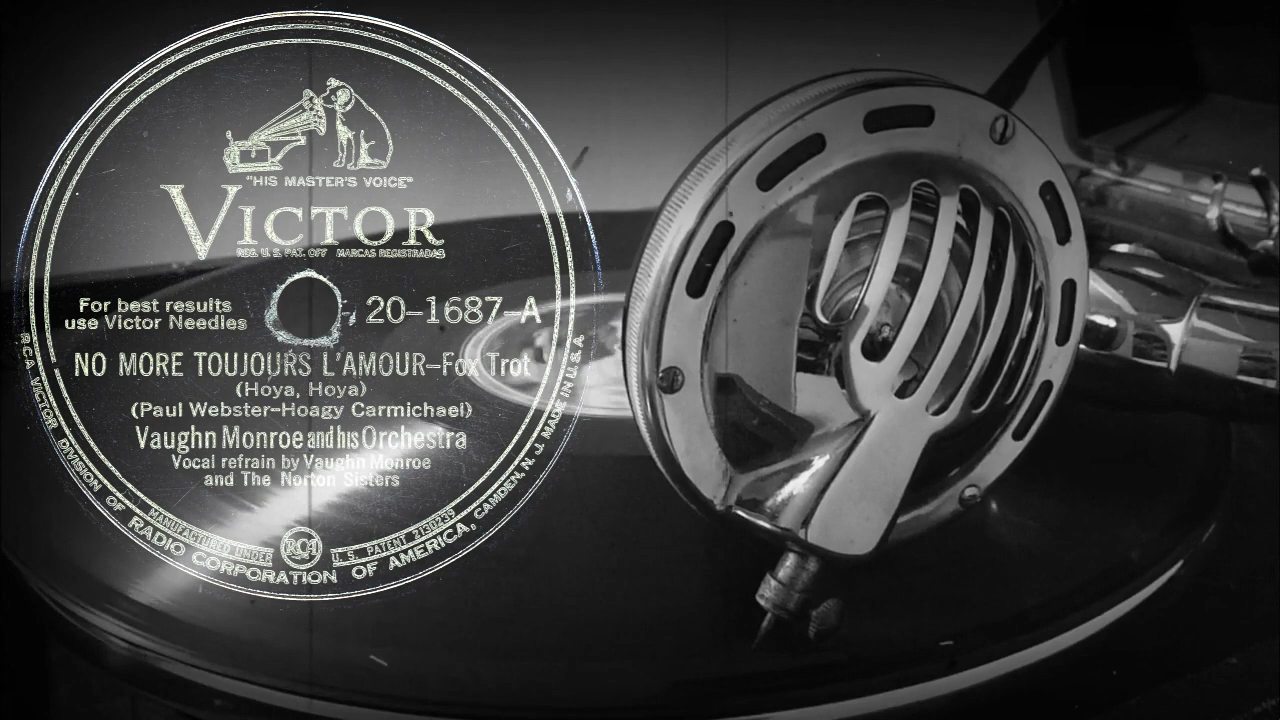 "HIS MASTER'S VOICE"
VICTOR
REG. U. S. PAT. OFF MARCAS REGISTRADAS
For best results
use Victor Needles
20-1687-A
NO MORE TOUJOURS L'AMOUR-Fox Trot
(Hoya, Hoya)
(Paul Webster-Hoagy Carmichael)
Vaughn Monroe and his Orchestra
Vocal refrain by Vaughn Monroe
and The Norton Sisters
MANUFACTURED UNDER RCA U. S. PATENT 2130239
RCA VICTOR DIVISION OF RADIO CORPORATION OF AMERICA, CAMDEN, N. J. MADE IN U.S.A